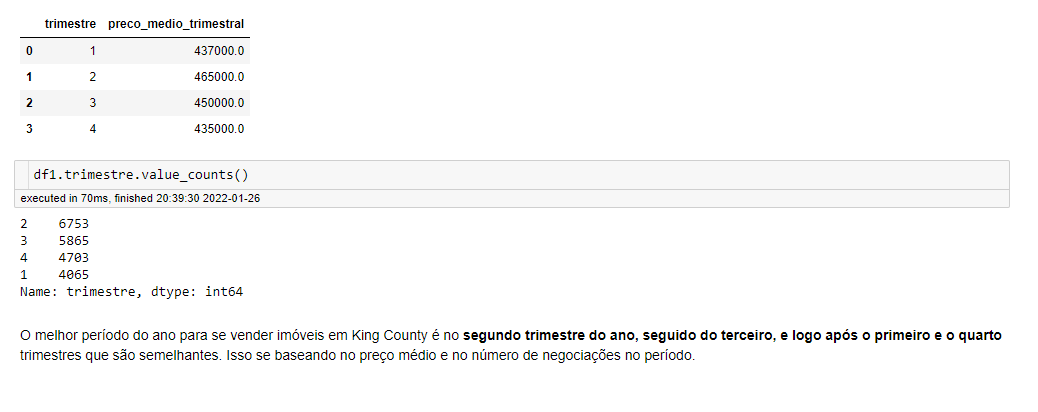 trimestre preco_medio_trimestral
0 1 437000.0
1 2 465000.0
2 3 450000.0
3 4 435000.0
df1.trimestre.value_counts()
executed in 70ms, finished 20:39:30 2022-01-26
2 6753
3 5865
4 4703
1 4065
Name: trimestre, dtype: int64
O melhor período do ano para se vender imóveis em King County é no segundo trimestre do ano, seguido do terceiro, e logo após o primeiro e o quarto
trimestres que são semelhantes. Isso se baseando no preço médio e no número de negociações no período.